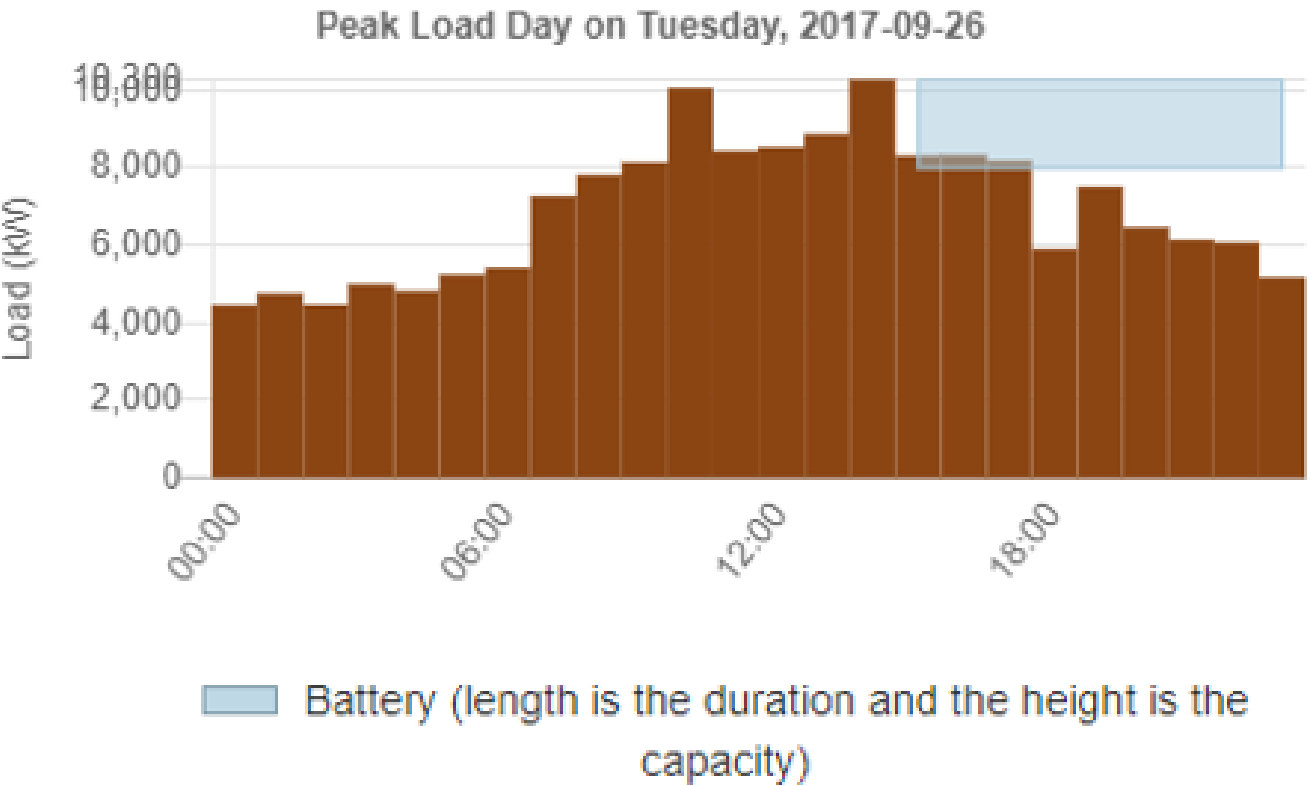 Peak Load Day on Tuesday, 2017-09-26
10,000
8,000
6,000
4,000
2,000
0
Load (kW)
00:00
06:00
12:00
18:00
Battery (length is the duration and the height is the
capacity)